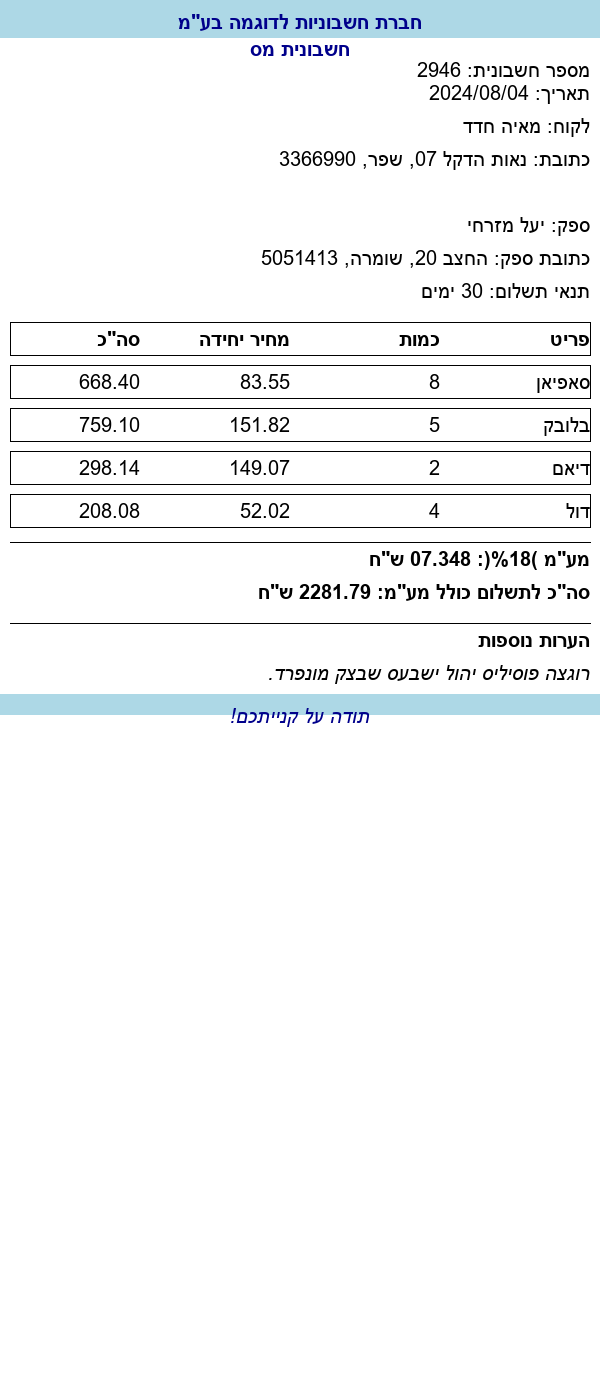 חברת חשבוניות לדוגמה בע"מ
חשבונית מס
מספר חשבונית: 2946
תאריך: 2024/08/04
לקוח: מאיה חדד
כתובת: נאות הדקל 07, שפר, 3366990
ספק: יעל מזרחי
כתובת ספק: החצב 20, שומרה, 5051413
תנאי תשלום: 30 ימים
פריט כמות מחיר יחידה סה"כ
סאפיאן 8 83.55 668.40
בלובק 5 151.82 759.10
דיאם 2 149.07 298.14
דול 4 52.02 208.08
מע"מ )18%(: 07.348 ש"ח
סה"כ לתשלום כולל מע"מ: 2281.79 ש"ח
הערות נוספות
רוגצה פוסיליס יהול ישבעס שבצק מונפרד.
תודה על קנייתכם!